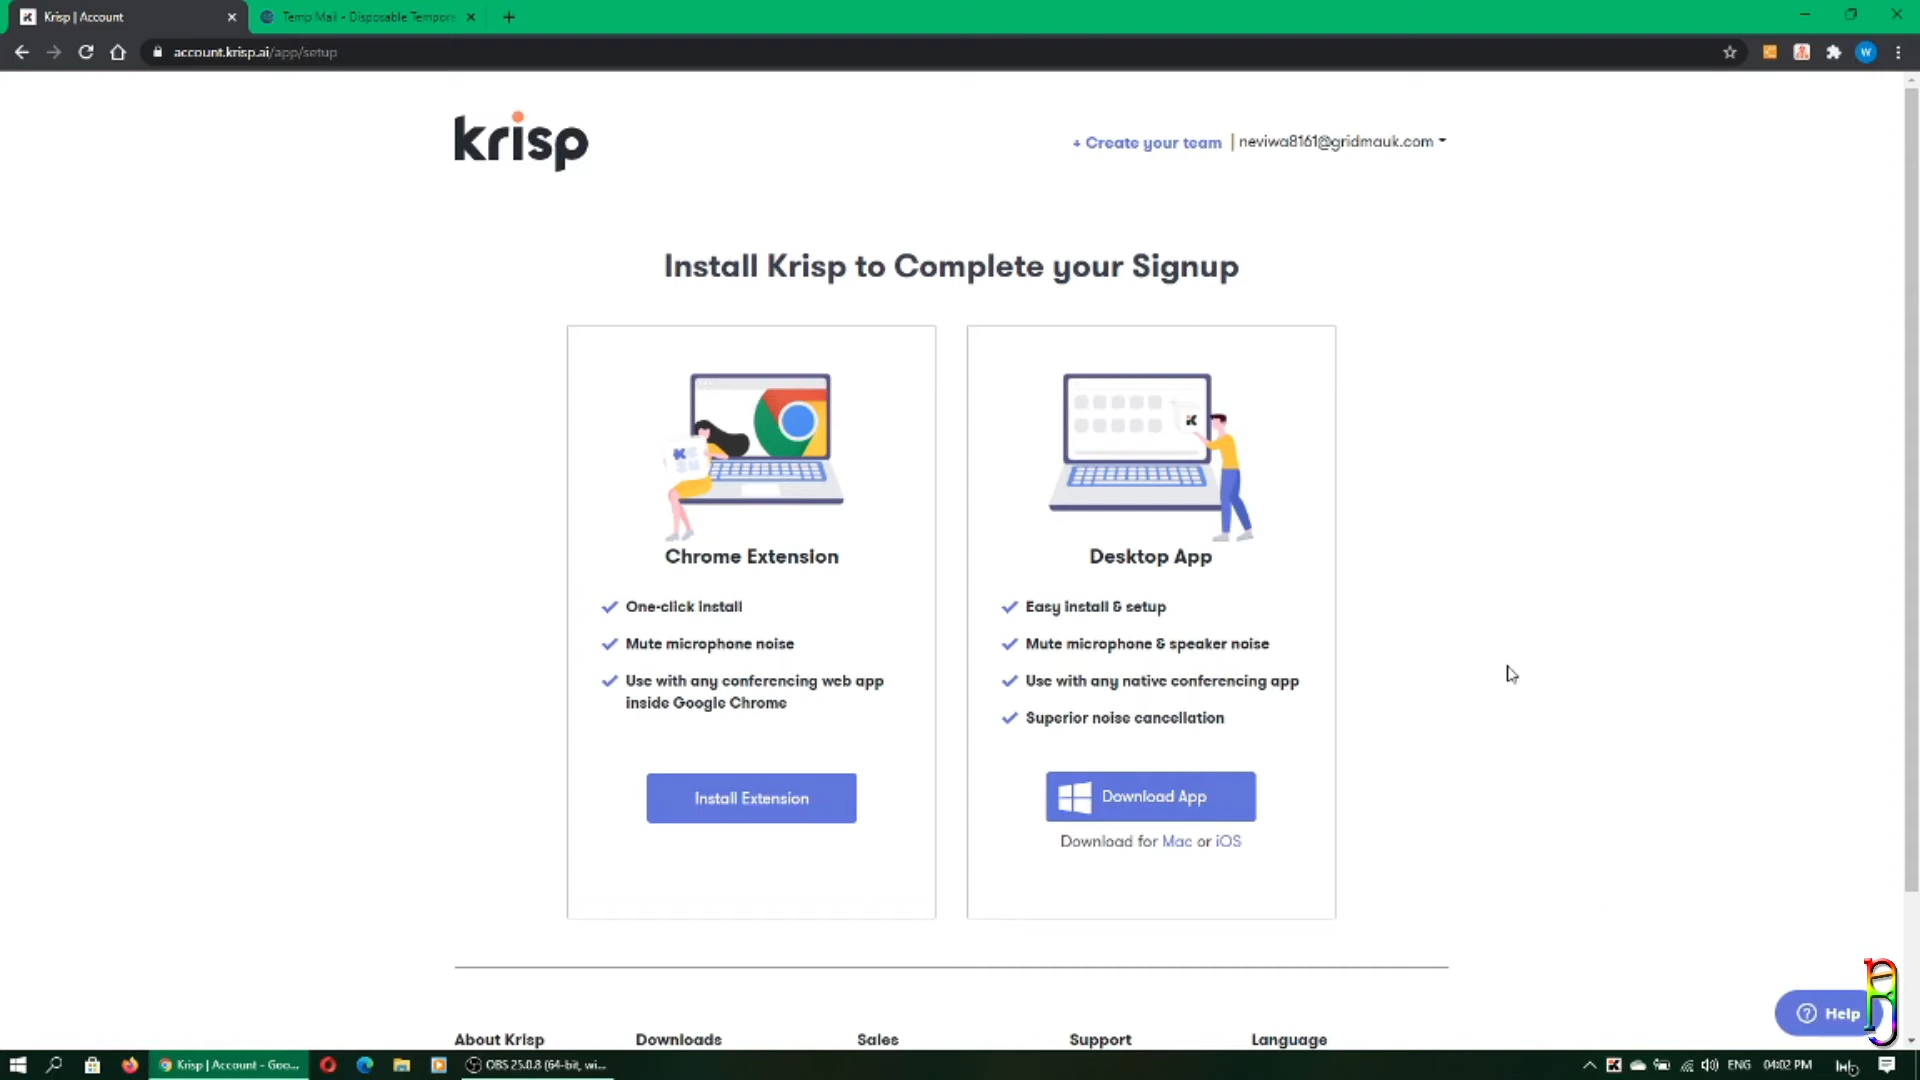 Krisp | Account
Temp Mail - Disposable Tempora
account.krisp.ai/app/setup
W
krisp
+ Create your team
neviwa8161@gridmauk.com
Install Krisp to Complete your Signup
Chrome Extension
One-click install
Mute microphone noise
Use with any conferencing web app
inside Google Chrome
Install Extension
Desktop App
Easy install & setup
Mute microphone & speaker noise
Use with any native conferencing app
Superior noise cancellation
Download App
Download for Mac or iOS
? Help
About Krisp
Downloads
Sales
Support
Language
Krisp | Account - Goo...
OBS 25.0.8 (64-bit, wi...
ENG
04:02 PM